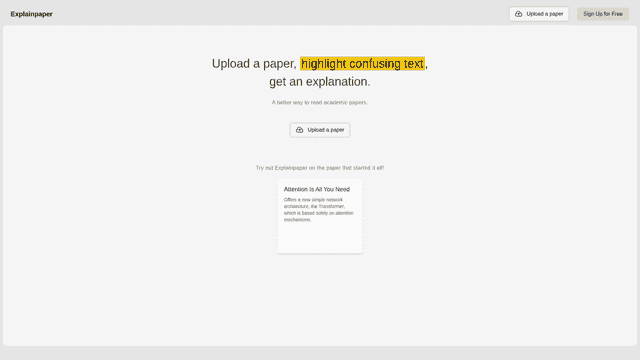 Explainpaper
Upload a paper
Sign Up for Free
Upload a paper, highlight confusing text,
get an explanation.
A better way to read academic papers.
Upload a paper
Try out Explainpaper on the paper that started it all!
Attention Is All You Need
Offers a new simple network
architecture, the Transformer,
which is based solely on attention
mechanisms.